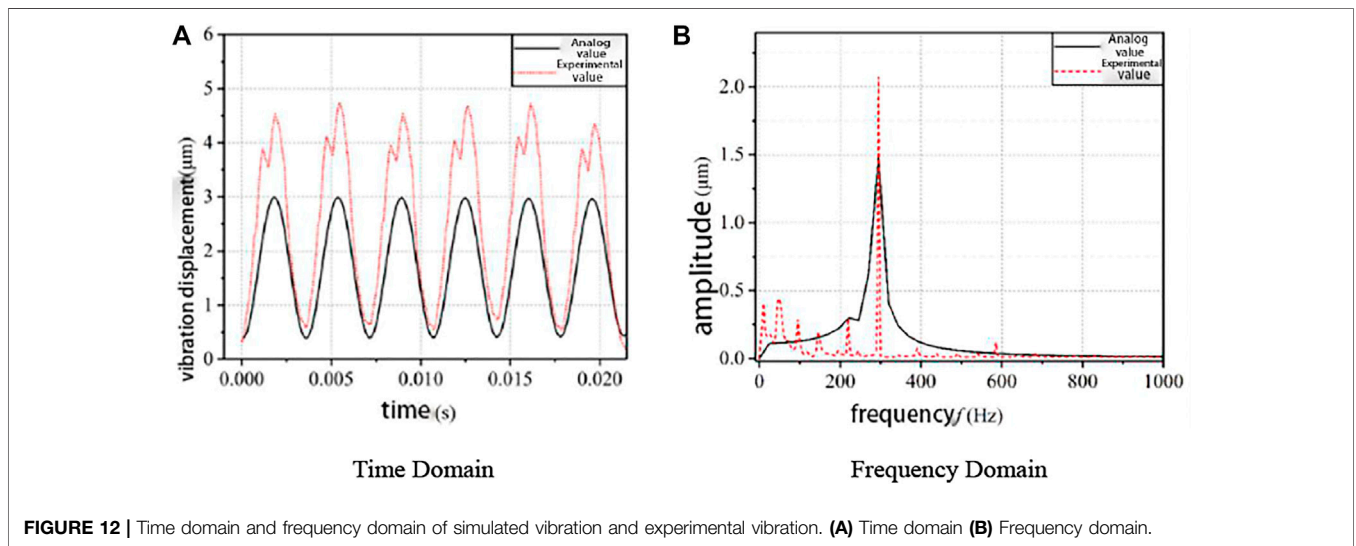 A
6
5
4
3
2
1
0
vibration displacement(μm)
Analog
value
Experimental
value
0.000 0.005 0.010 0.015 0.020
time (s)
Time Domain
B
2.0
1.5
1.0
0.5
0.0
amplitude (μm)
Analog
value
Experimental
value
0 200 400 600 800 1000
frequency f (Hz)
Frequency Domain
FIGURE 12 | Time domain and frequency domain of simulated vibration and experimental vibration. (A) Time domain (B) Frequency domain.